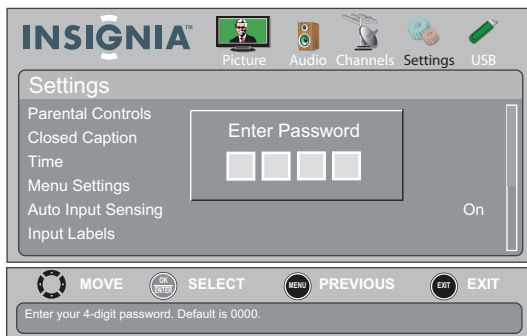 INSIGNIA™
Picture Audio Channels Settings USB
Settings
Parental Controls
Closed Caption
Time
Menu Settings
Auto Input Sensing On
Input Labels
Enter Password
MOVE OK ENTER SELECT MENU PREVIOUS EXIT EXIT
Enter your 4-digit password. Default is 0000.